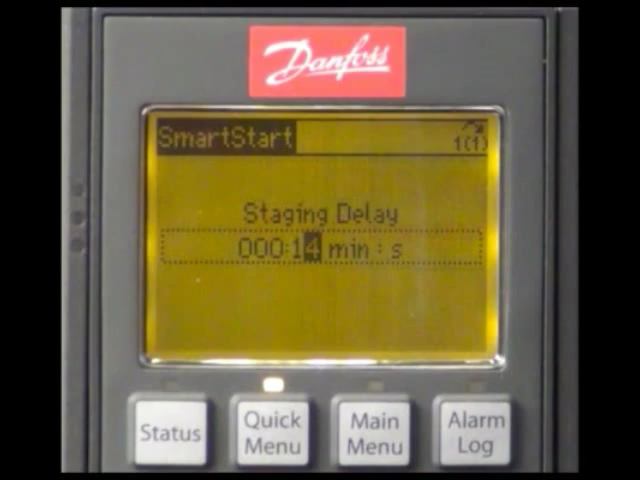 Danfoss
SmartStart
1(1)
Staging Delay
000:14 min : s
Status
Quick Menu
Main Menu
Alarm Log